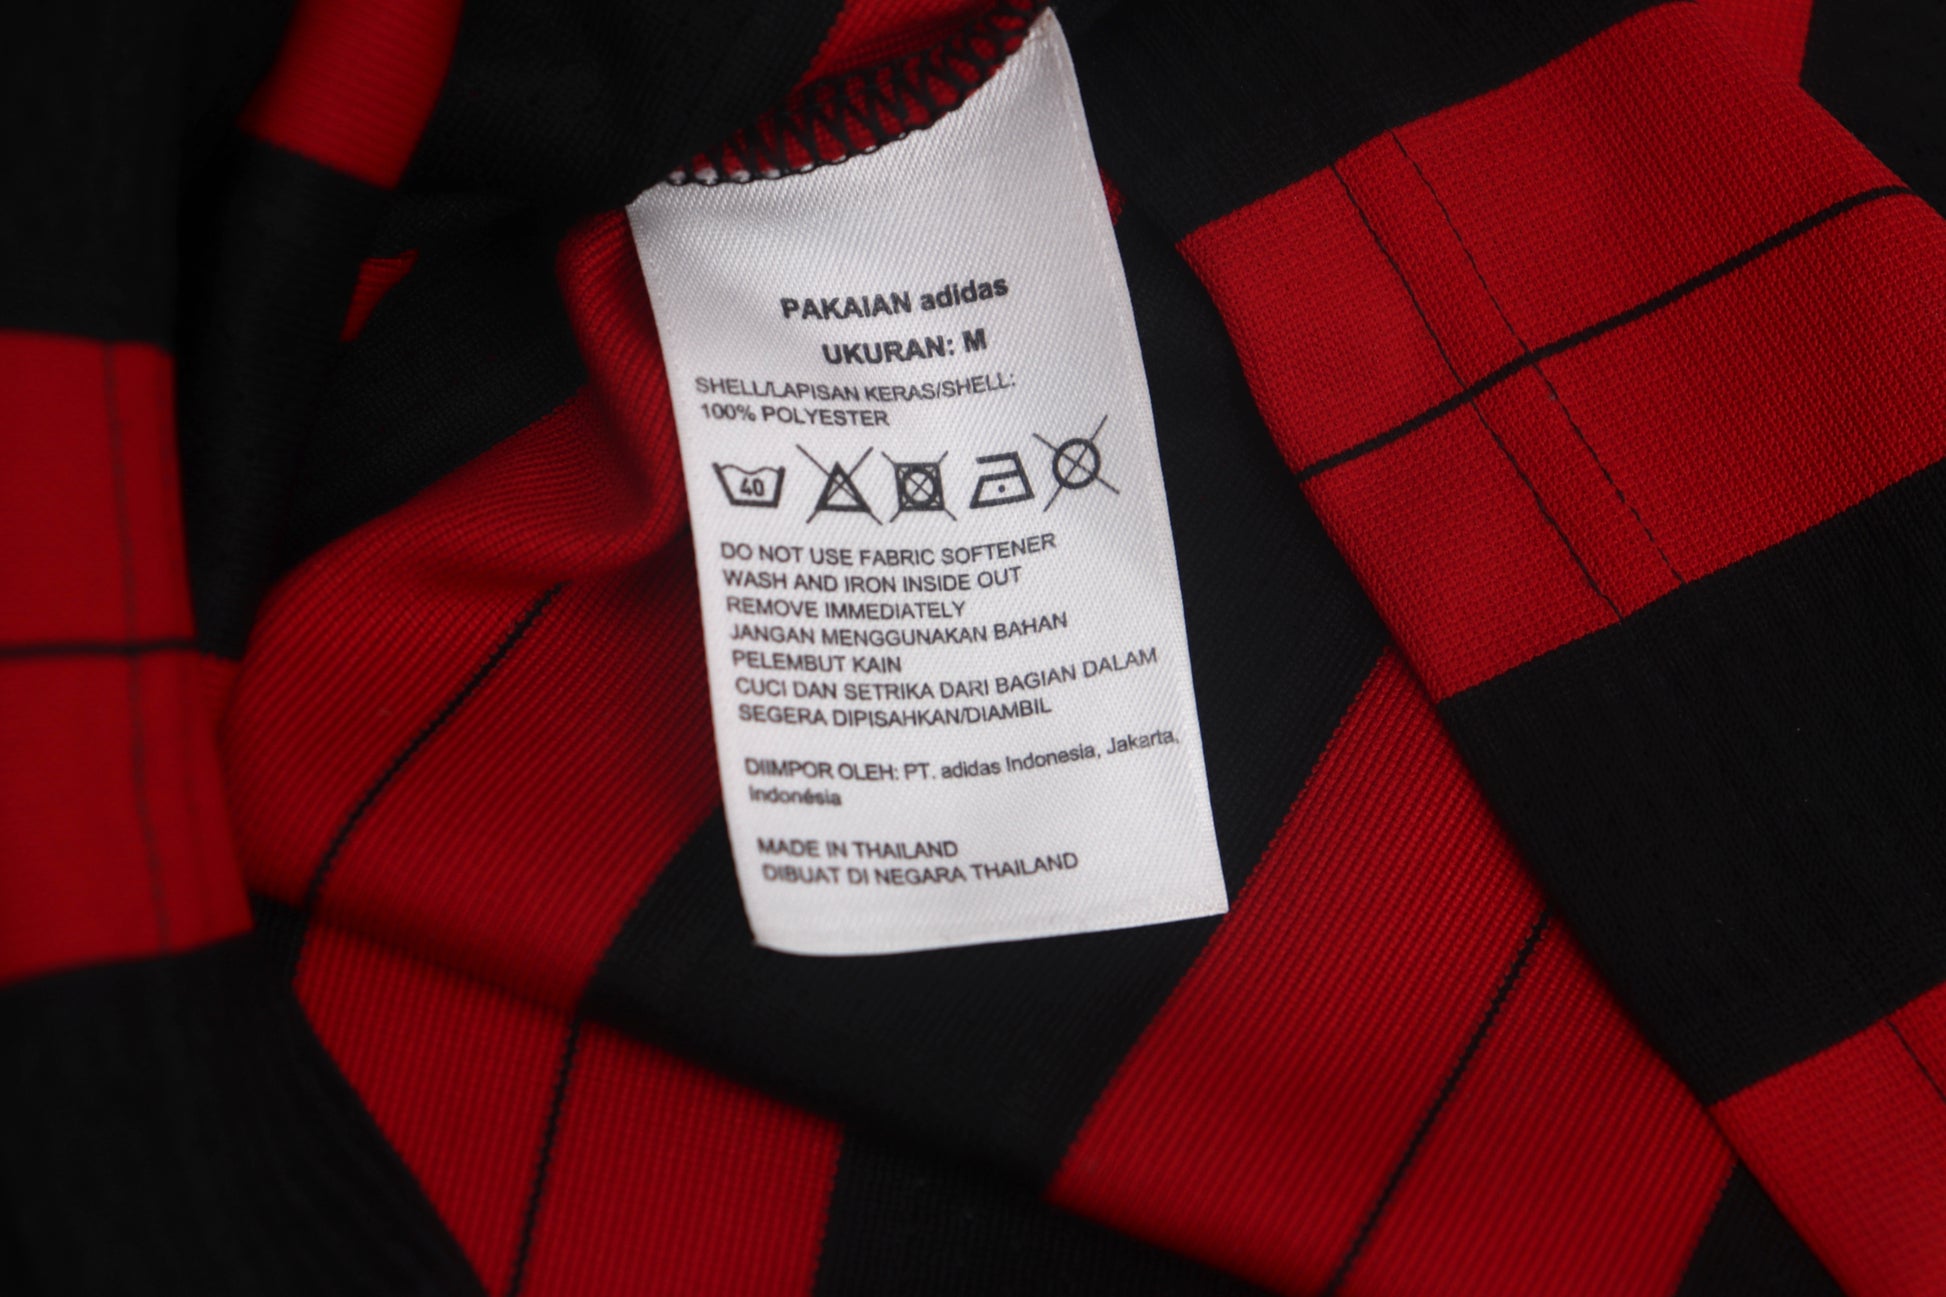 PAKAIAN adidas
UKURAN: M
SHELL/LAPISAN KERAS/SHELL:
100% POLYESTER
40
DO NOT USE FABRIC SOFTENER
WASH AND IRON INSIDE OUT
REMOVE IMMEDIATELY
JANGAN MENGGUNAKAN BAHAN
PELEMBUT KAIN
CUCI DAN SETRIKA DARI BAGIAN DALAM
SEGERA DIPISAHKAN/DIAMBIL
DIIMPOR OLEH: PT. adidas Indonesia, Jakarta,
Indonésia
MADE IN THAILAND
DIBUAT DI NEGARA THAILAND